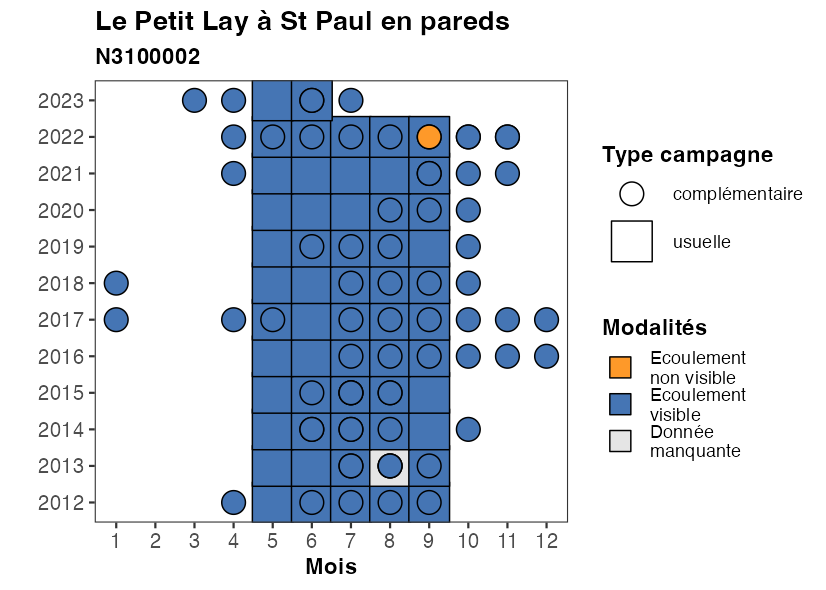 Le Petit Lay à St Paul en pareds
N3100002
2023
2022
2021
2020
2019
2018
2017
2016
2015
2014
2013
2012
1 2 3 4 5 6 7 8 9 10 11 12
Mois
Type campagne
complémentaire
usuelle
Modalités
Ecoulement
non visible
Ecoulement
visible
Donnée
manquante